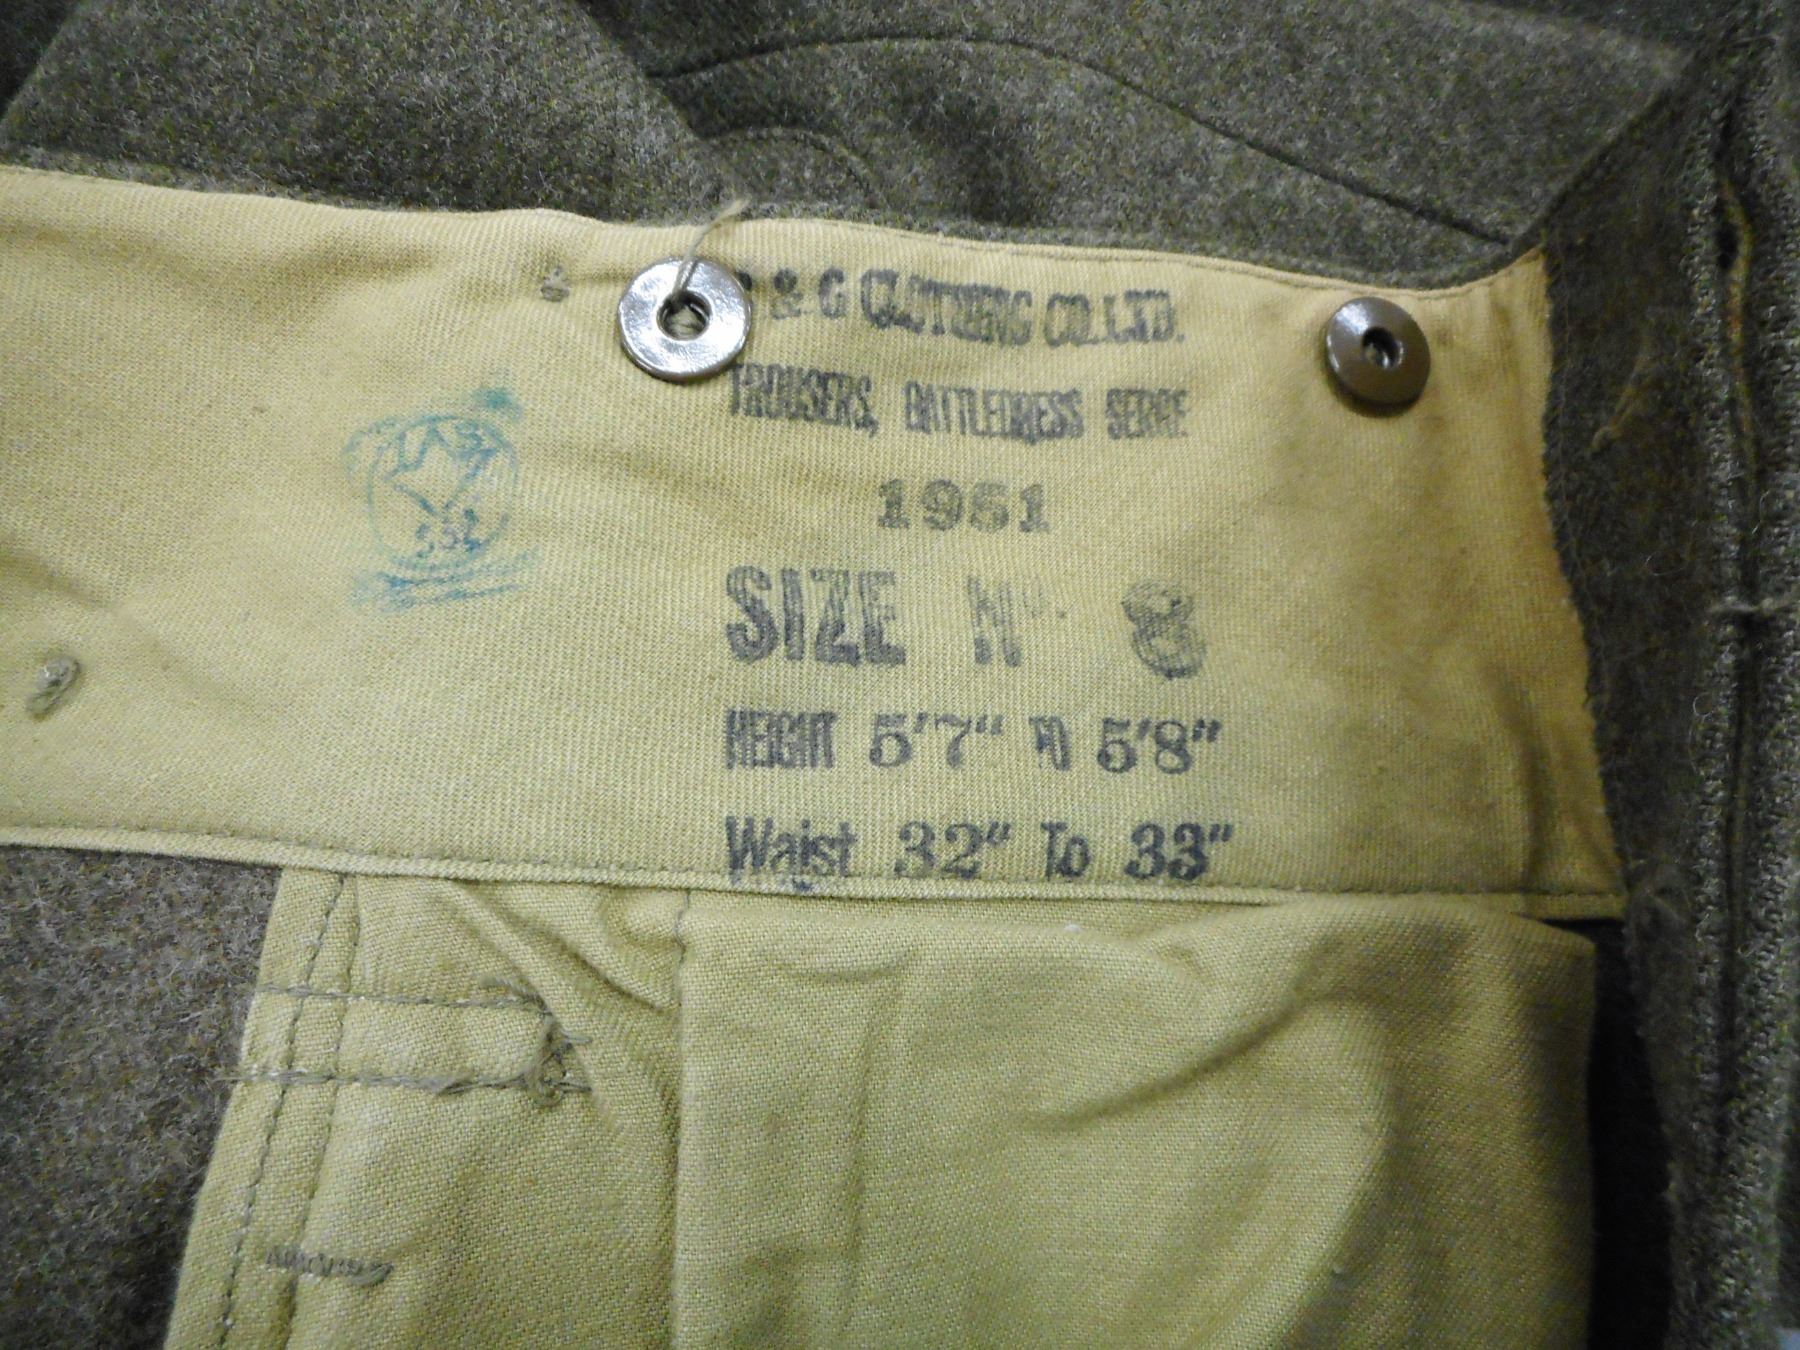 & G CLOTHING CO. LTD.
TROUSERS, BATTLEDRESS SERGE
1951
SIZE No. 8
HEIGHT 5'7" TO 5'8"
Waist 32" To 33"
352